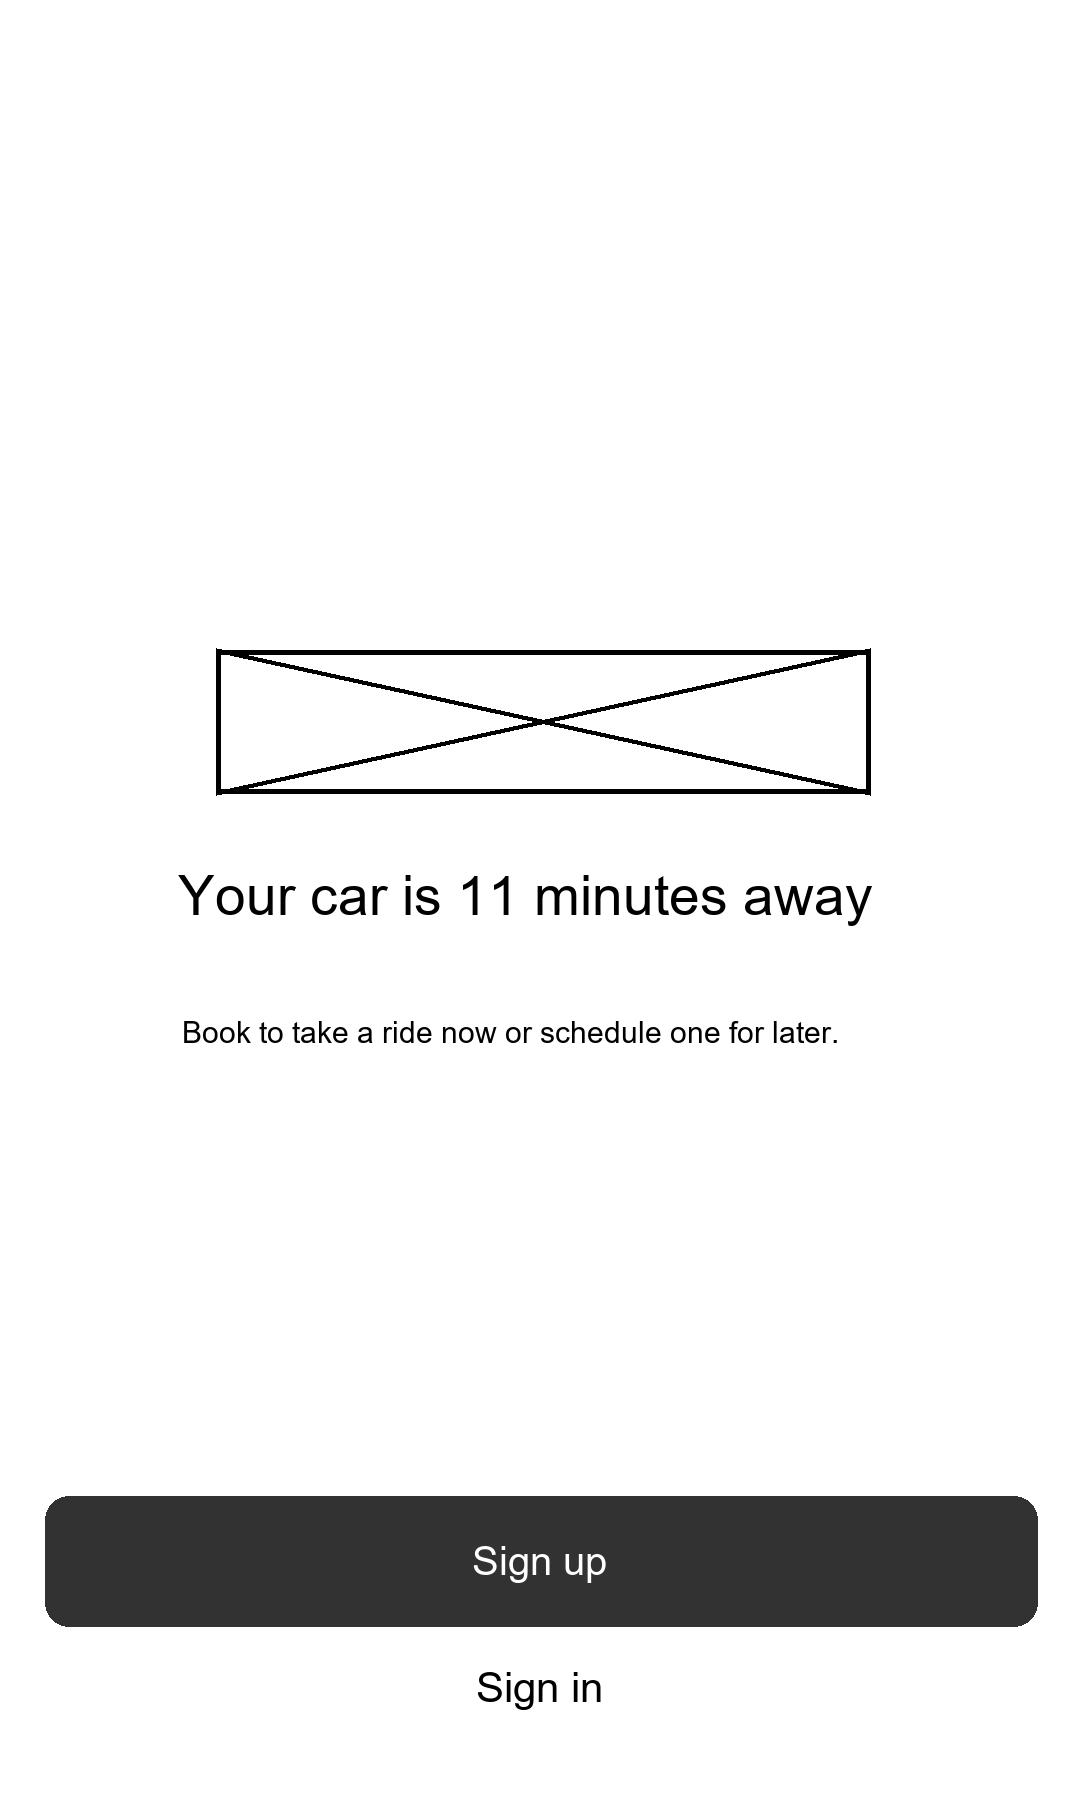 Your car is 11 minutes away
Book to take a ride now or schedule one for later.
Sign up
Sign in